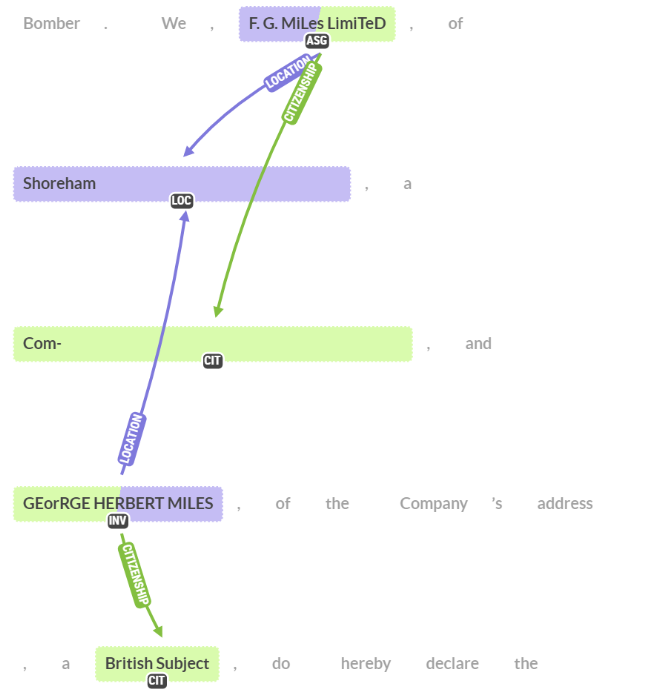 Bomber . We , F. G. MiLes LimiTeD , of
ASG
LOCATION
CITIZENSHIP
Shoreham , a
LOC
Com- , and
CIT
LOCATION
GEorRGE HERBERT MILES , of the Company 's address
INV
CITIZENSHIP
, a British Subject , do hereby declare the
CIT